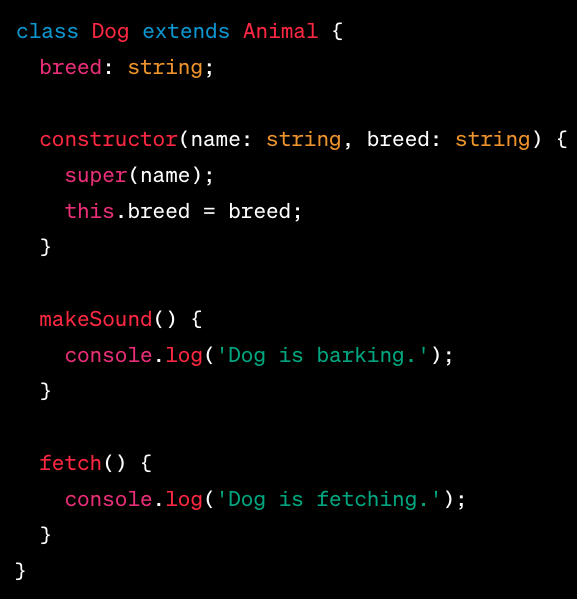 class Dog extends Animal {
  breed: string;

  constructor(name: string, breed: string) {
    super(name);
    this.breed = breed;
  }

  makeSound() {
    console.log('Dog is barking.');
  }

  fetch() {
    console.log('Dog is fetching.');
  }
}